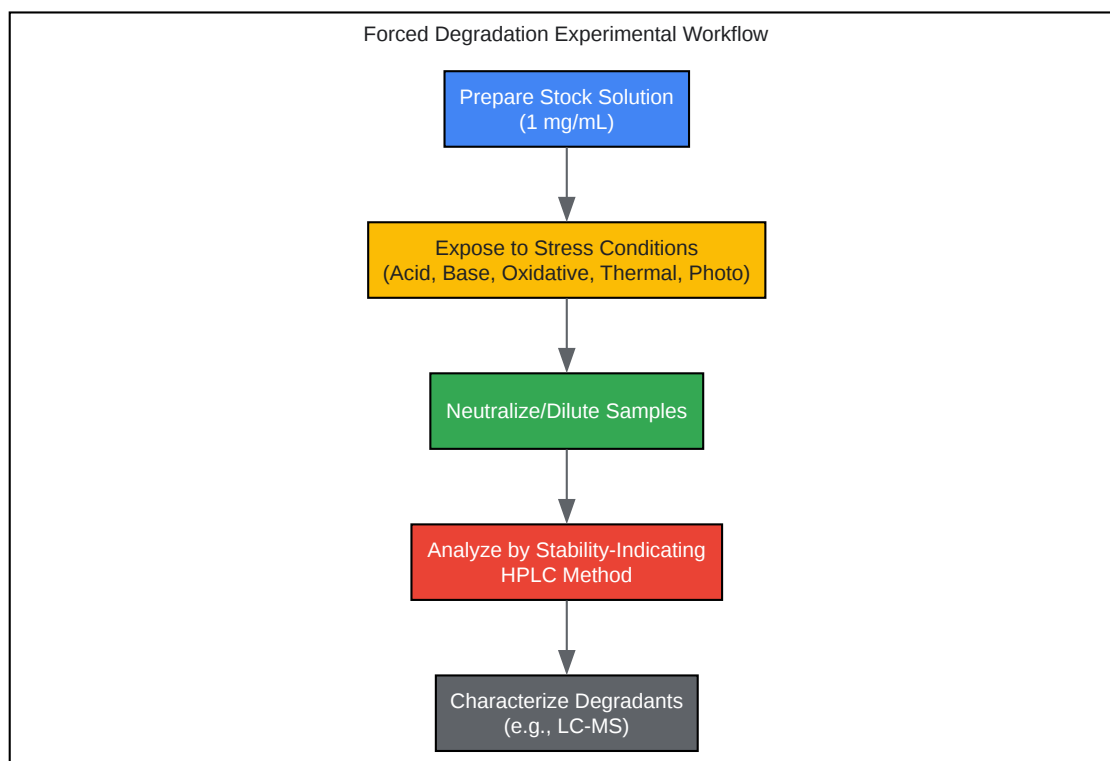 Forced Degradation Experimental Workflow
Prepare Stock Solution
(1 mg/mL)
Expose to Stress Conditions
(Acid, Base, Oxidative, Thermal, Photo)
Neutralize/Dilute Samples
Analyze by Stability-Indicating
HPLC Method
Characterize Degradants
(e.g., LC-MS)